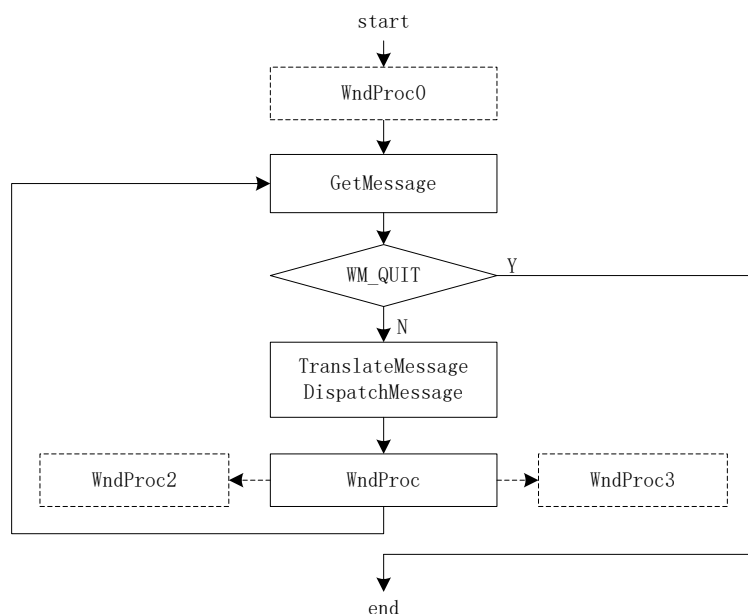 start
WndProc0
GetMessage
WM_QUIT
Y
N
TranslateMessage
DispatchMessage
WndProc2
WndProc
WndProc3
end